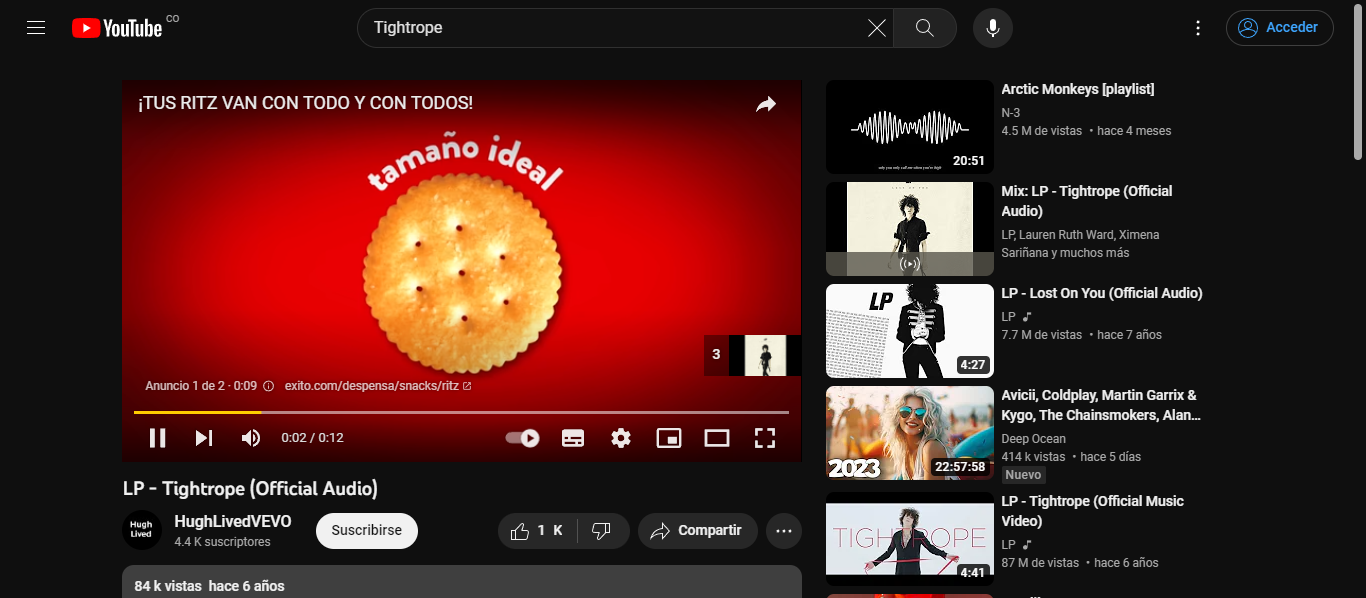 YouTube CO
Tightrope
Acceder
¡TUS RITZ VAN CON TODO Y CON TODOS!
tamaño ideal
3
Anuncio 1 de 2 · 0:09
exito.com/despensa/snacks/ritz
0:02 / 0:12
LP - Tightrope (Official Audio)
Hugh
Lived
HughLivedVEVO
4.4 K suscriptores
Suscribirse
1 K
Compartir
84 k vistas hace 6 años
20:51
Arctic Monkeys [playlist]
N-3
4.5 M de vistas • hace 4 meses
Mix: LP - Tightrope (Official
Audio)
LP, Lauren Ruth Ward, Ximena
Sariñana y muchos más
LP
4:27
LP - Lost On You (Official Audio)
LP
7.7 M de vistas • hace 7 años
2023
22:57:58
Avicii, Coldplay, Martin Garrix &
Kygo, The Chainsmokers, Alan...
Deep Ocean
414 k vistas • hace 5 días
Nuevo
TIGHTROPE
4:41
LP - Tightrope (Official Music
Video)
LP
87 M de vistas • hace 6 años